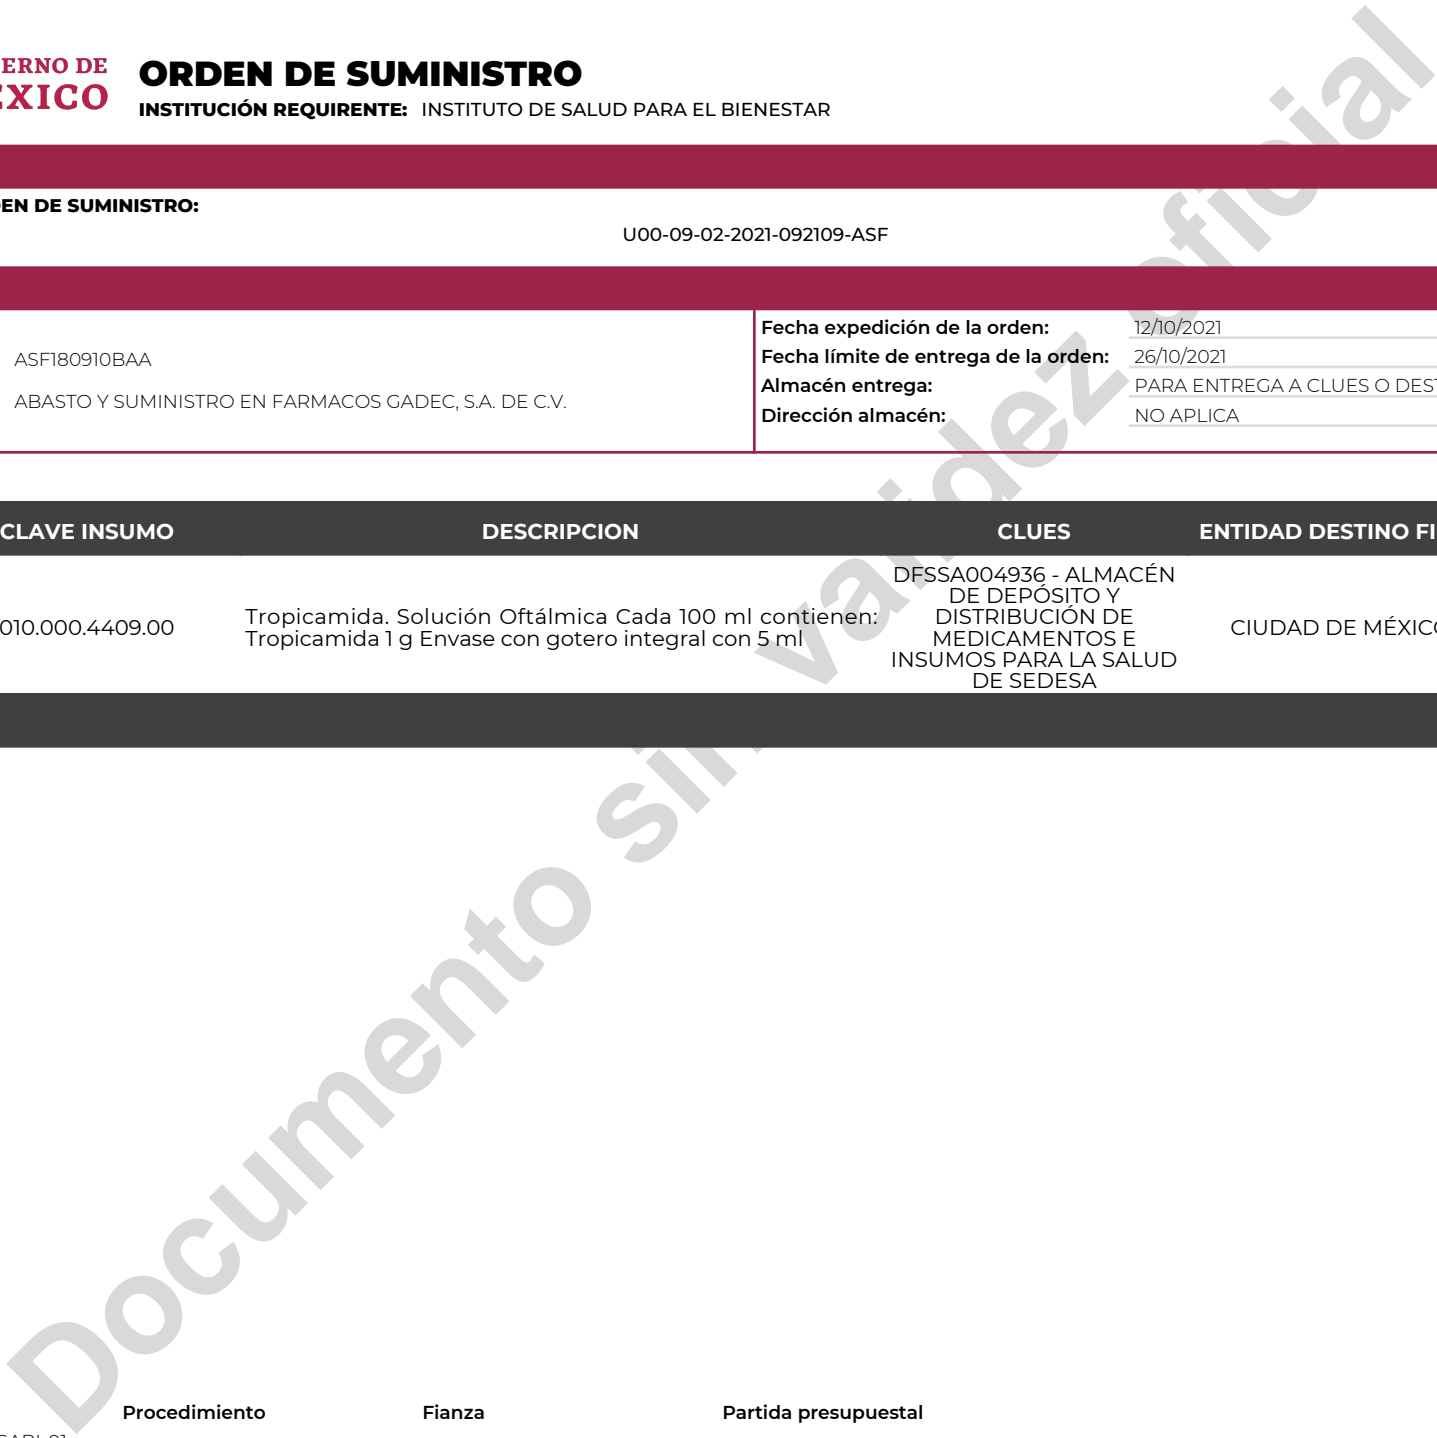 ERNO DE
ÉXICO
ORDEN DE SUMINISTRO
INSTITUCIÓN REQUIRENTE: INSTITUTO DE SALUD PARA EL BIENESTAR
EN DE SUMINISTRO:
U00-09-02-2021-092109-ASF
ASF180910BAA
ABASTO Y SUMINISTRO EN FARMACOS GADEC, S.A. DE C.V.
Fecha expedición de la orden: 12/10/2021
Fecha límite de entrega de la orden: 26/10/2021
Almacén entrega: PARA ENTREGA A CLUES O DEST
Dirección almacén: NO APLICA
CLAVE INSUMO DESCRIPCION CLUES ENTIDAD DESTINO FI
010.000.4409.00
Tropicamida. Solución Oftálmica Cada 100 ml contienen:
Tropicamida 1 g Envase con gotero integral con 5 ml
DFSSA004936 - ALMACÉN
DE DEPÓSITO Y
DISTRIBUCIÓN DE
MEDICAMENTOS E
INSUMOS PARA LA SALUD
DE SEDESA
CIUDAD DE MÉXICO
Documento sin validez oficial
Procedimiento Fianza Partida presupuestal